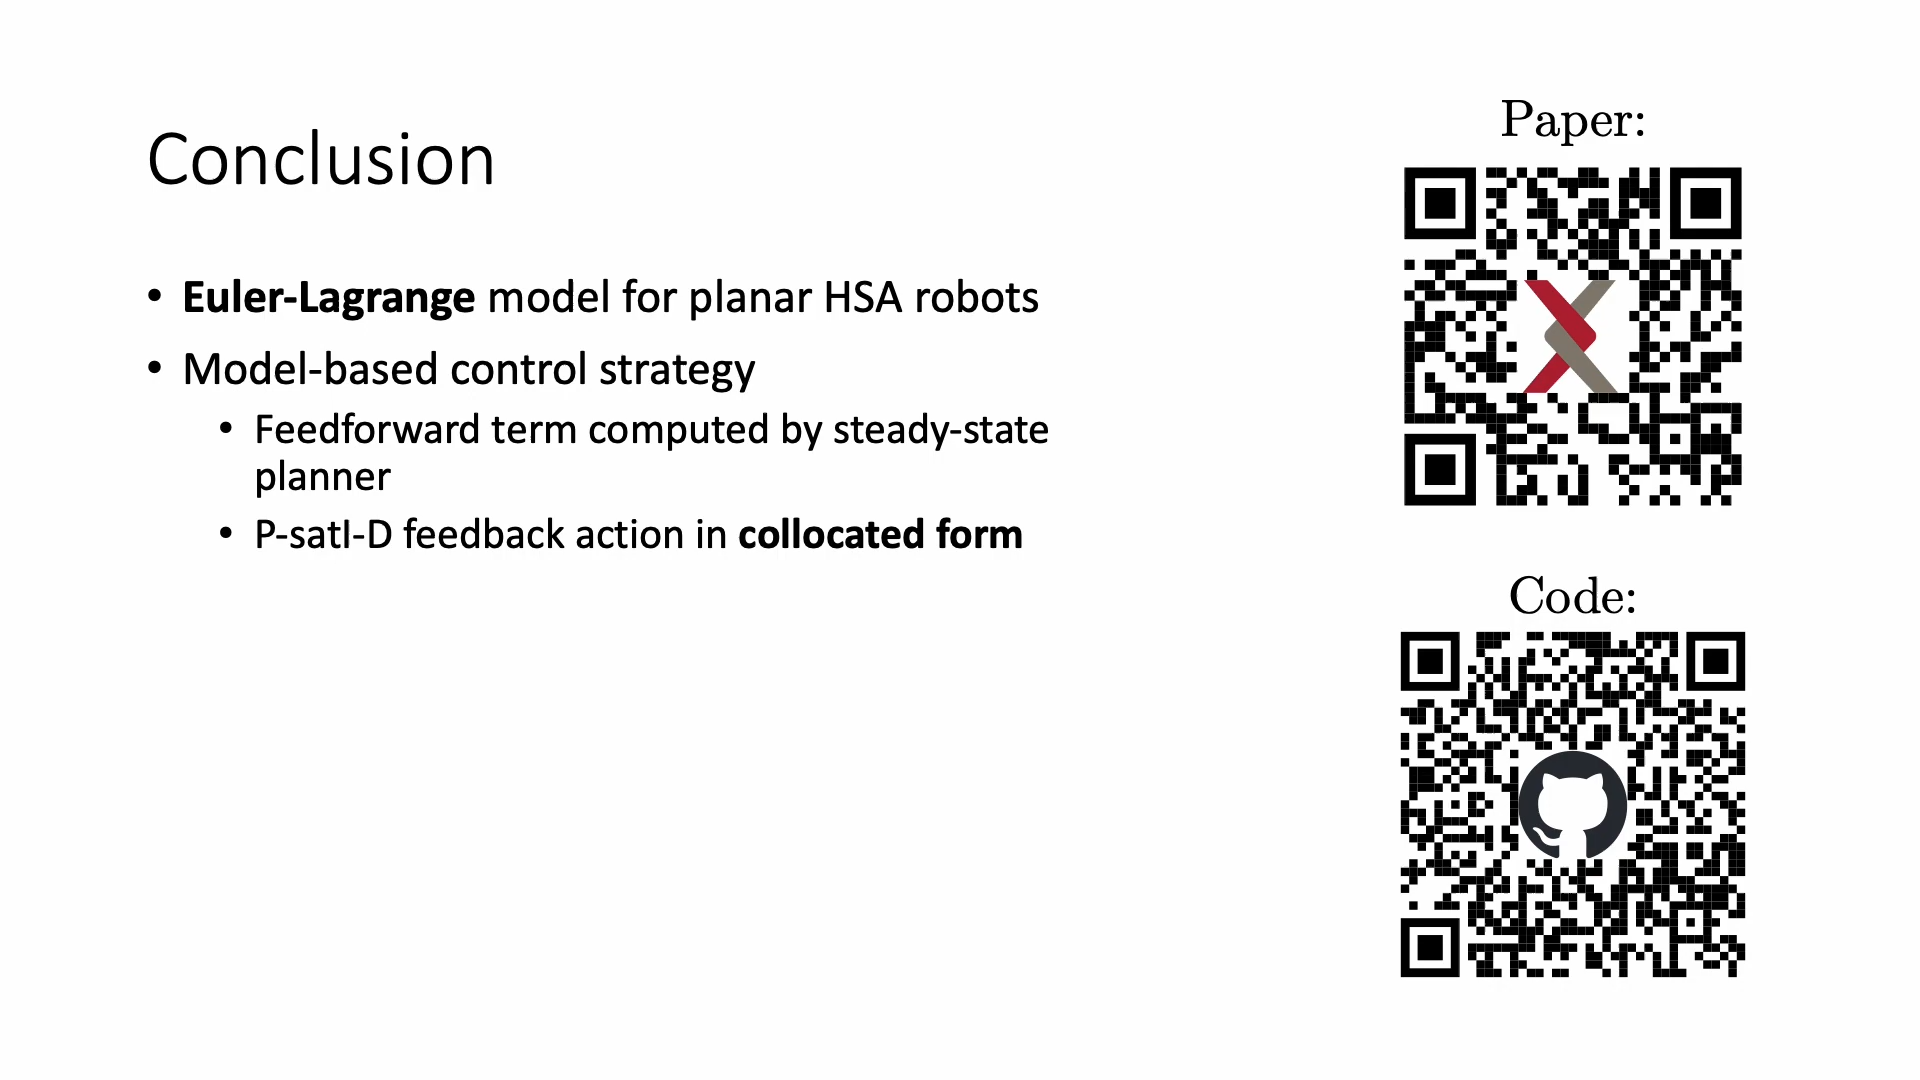 Conclusion
• Euler-Lagrange model for planar HSA robots
• Model-based control strategy
• Feedforward term computed by steady-state
planner
• P-satI-D feedback action in collocated form
Paper:
Code: